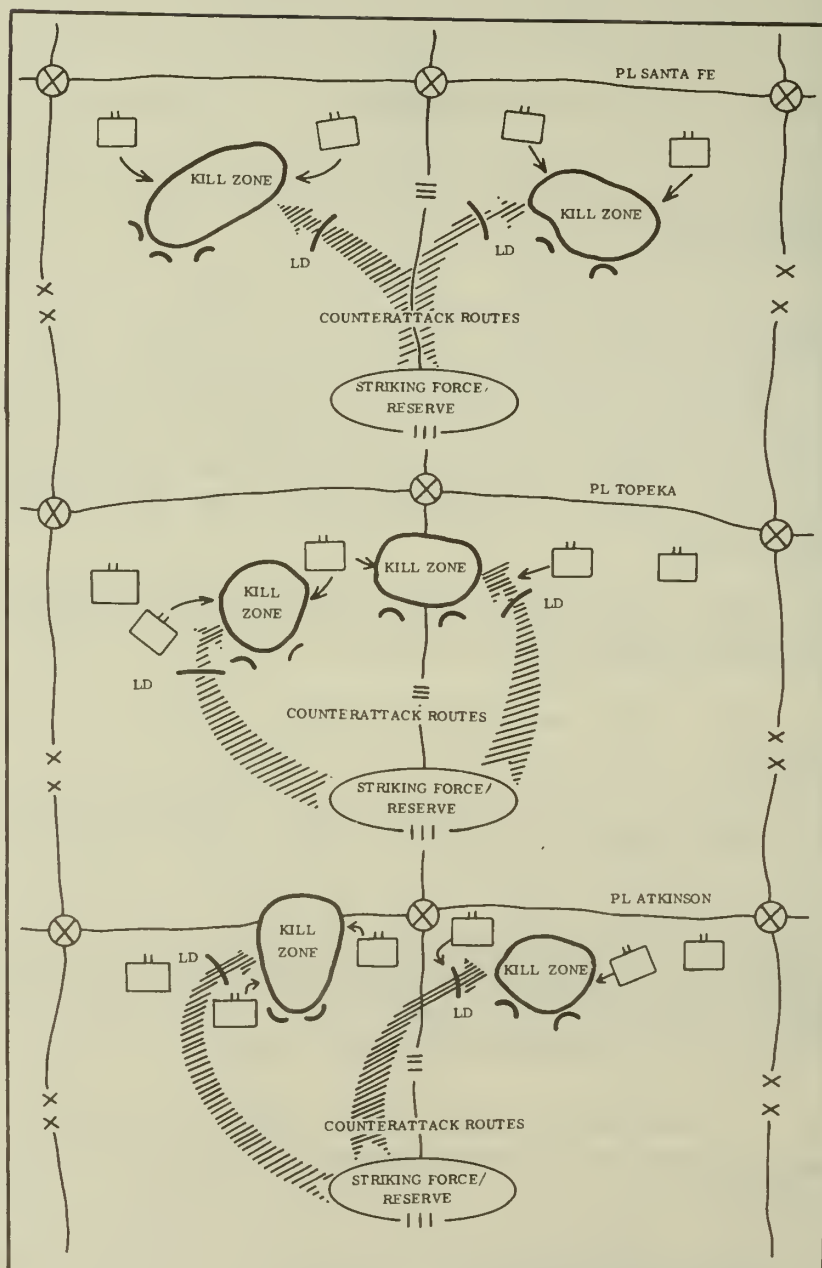 PL SANTA FE
KILL ZONE
KILL ZONE
LD
LD
COUNTERATTACK ROUTES
STRIKING FORCE/
RESERVE
PL TOPEKA
KILL ZONE
KILL
ZONE
LD
LD
COUNTERATTACK ROUTES
STRIKING FORCE/
RESERVE
PL ATKINSON
KILL
ZONE
LD
KILL ZONE
LD
COUNTERATTACK ROUTES
STRIKING FORCE/
RESERVE